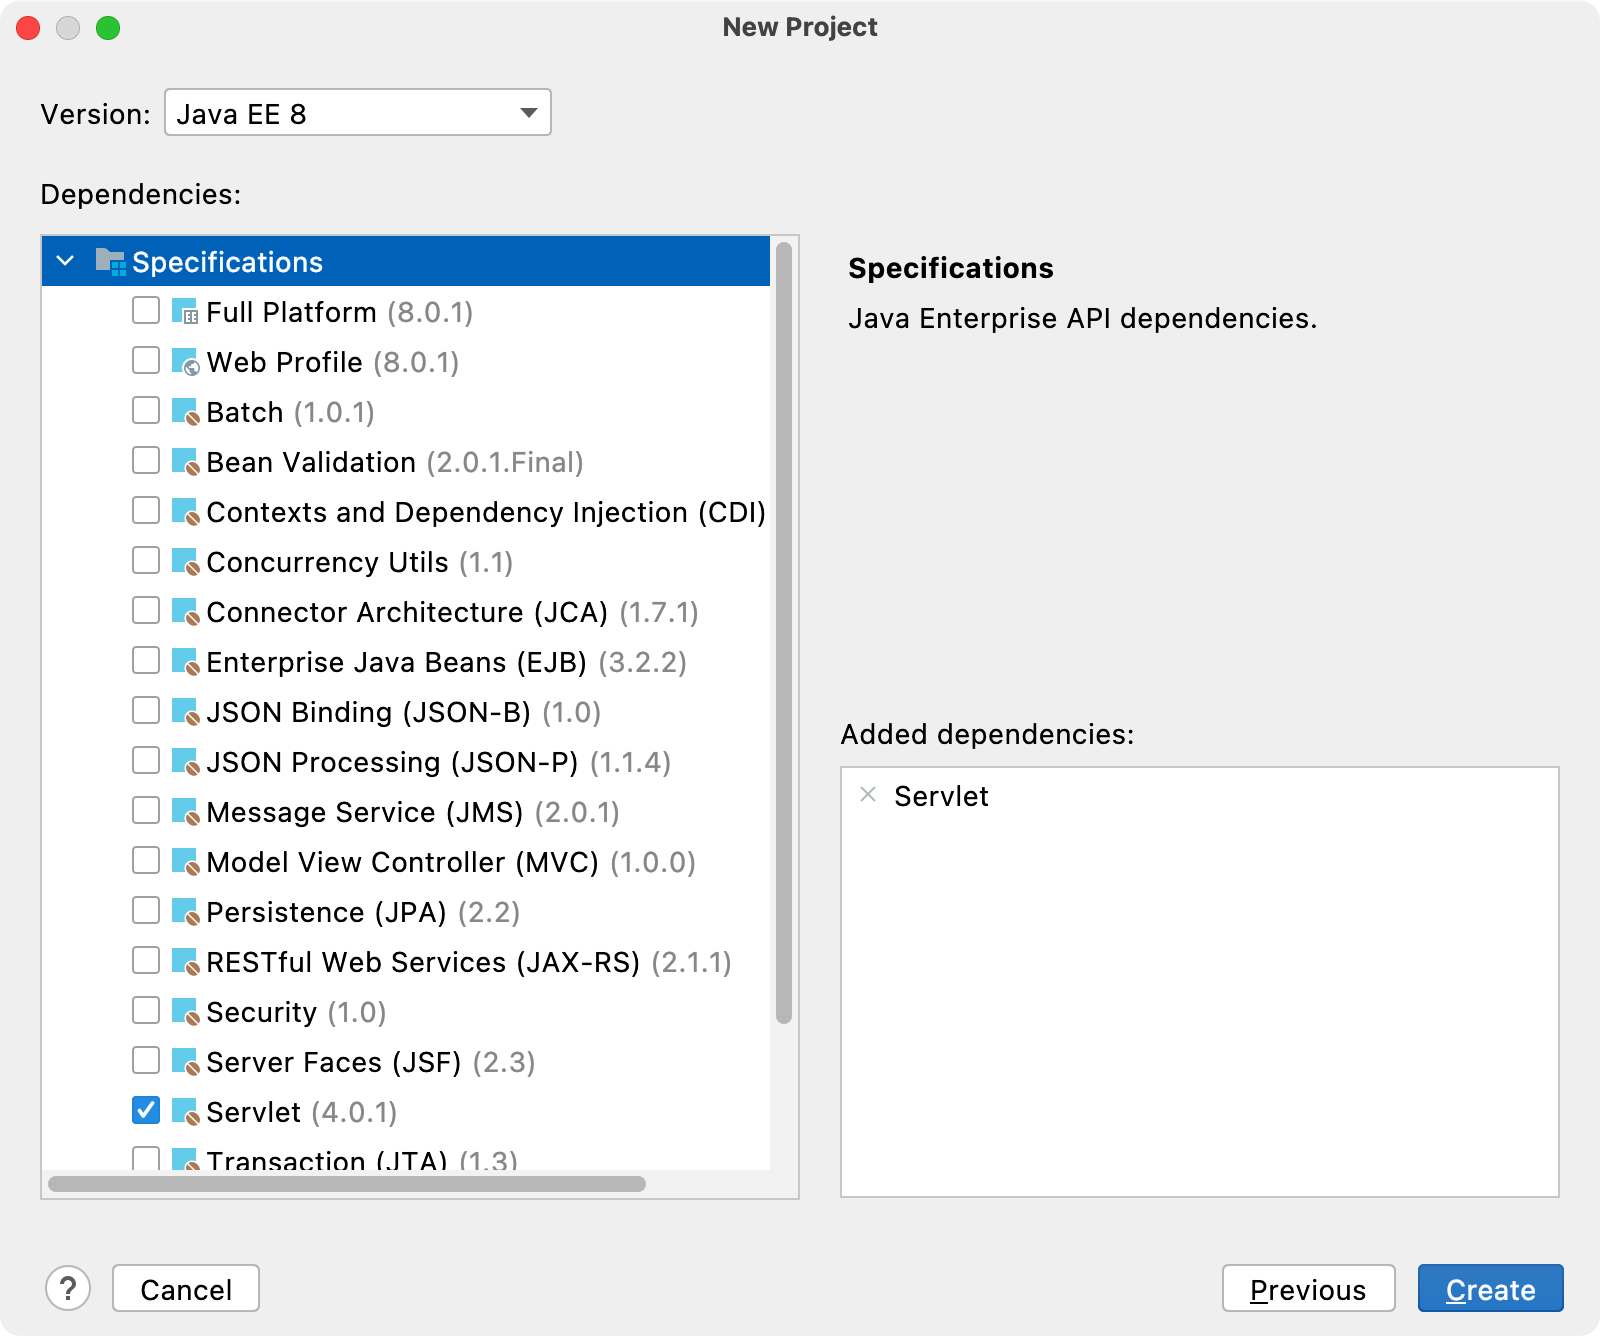 New Project
Version: Java EE 8
Dependencies:
Specifications
Full Platform (8.0.1)
Web Profile (8.0.1)
Batch (1.0.1)
Bean Validation (2.0.1.Final)
Contexts and Dependency Injection (CDI)
Concurrency Utils (1.1)
Connector Architecture (JCA) (1.7.1)
Enterprise Java Beans (EJB) (3.2.2)
JSON Binding (JSON-B) (1.0)
JSON Processing (JSON-P) (1.1.4)
Message Service (JMS) (2.0.1)
Model View Controller (MVC) (1.0.0)
Persistence (JPA) (2.2)
RESTful Web Services (JAX-RS) (2.1.1)
Security (1.0)
Server Faces (JSF) (2.3)
Servlet (4.0.1)
Transaction (JTA) (1.3)
Specifications
Java Enterprise API dependencies.
Added dependencies:
Servlet
? Cancel Previous Create